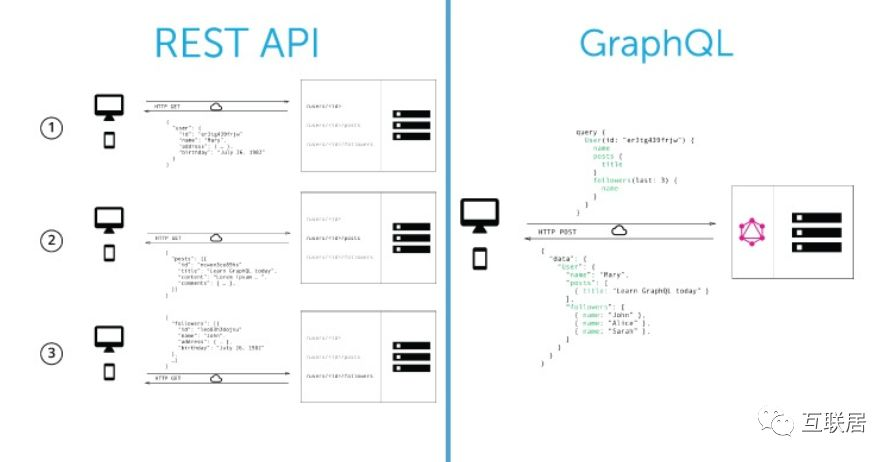 REST API
1
HTTP GET
{
"user": {
"id": "er3tg439frjw"
"name": "Mary",
"address": { … },
"birthday": "July 26, 1982"
}
}
/users/<id>
/users/<id>/posts
/users/<id>/followers
2
HTTP GET
{
"posts": [{
"id":
"title": "Learn GraphQL today",
"content": "Lorem ipsum … ",
"comments": { … },
}]
}
/users/<id>
/users/<id>/posts
/users/<id>/followers
3
{
"followers": [{
"id":
"name": "John"
"address": { … },
"birthday": "July 26, 1982"
},
…]
}
HTTP GET
/users/<id>
/users/<id>/posts
/users/<id>/followers
GraphQL
query {
User(id: "er3tg439frjw") {
name
posts {
title
}
followers(last: 3) {
name
}
}
}
HTTP POST
{
"data": {
"User": {
"name": "Mary",
"posts": [
{ title: "Learn GraphQL today" }
],
"followers": [
{ name: "John" },
{ name: "Alice" },
{ name: "Sarah" },
]
}
}
}
互联居